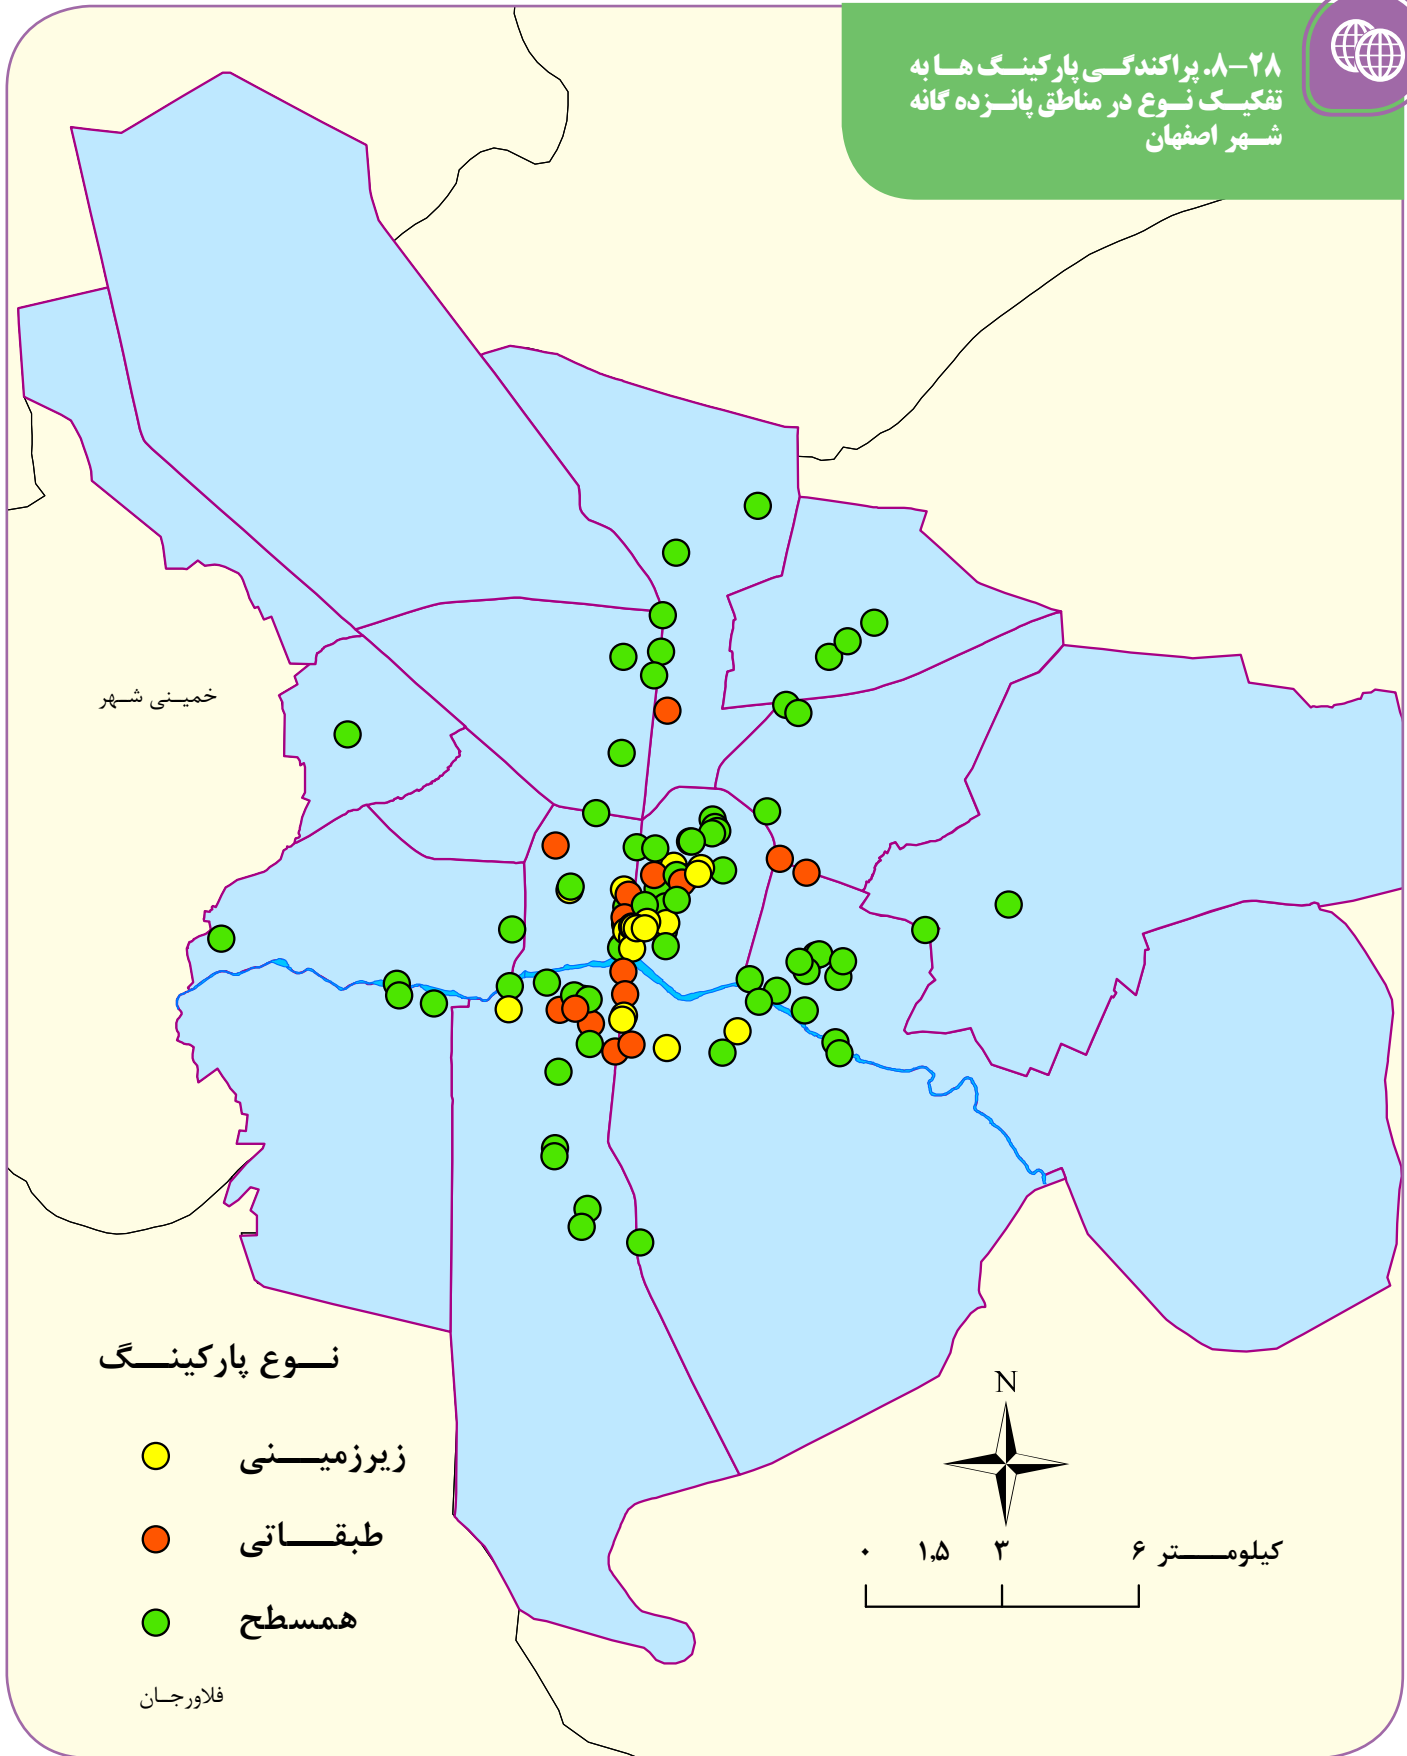 ۲۸-۸. پراکندگی پارکینگ ها به
تفکیک نوع در مناطق پانزده گانه
شهر اصفهان
خمینی شهر
نوع پارکینگ
زیرزمینی
طبقاتی
همسطح
فلاورجان
N
۰ ۱,۵ ۳ ۶ کیلومتر